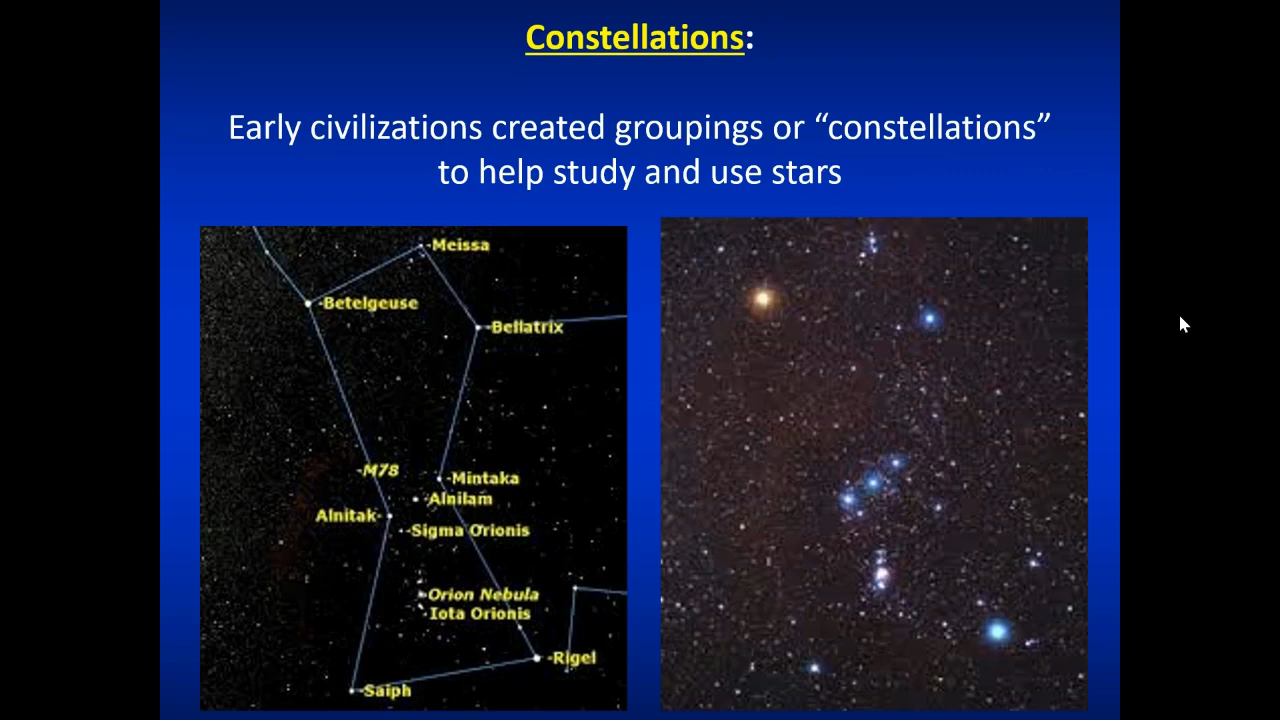 Constellations:
Early civilizations created groupings or “constellations”
to help study and use stars
-Meissa
-Betelgeuse
-Bellatrix
-M78
-Mintaka
-Alnilam
Alnitak-
-Sigma Orionis
-Orion Nebula
-Iota Orionis
-Rigel
-Saiph